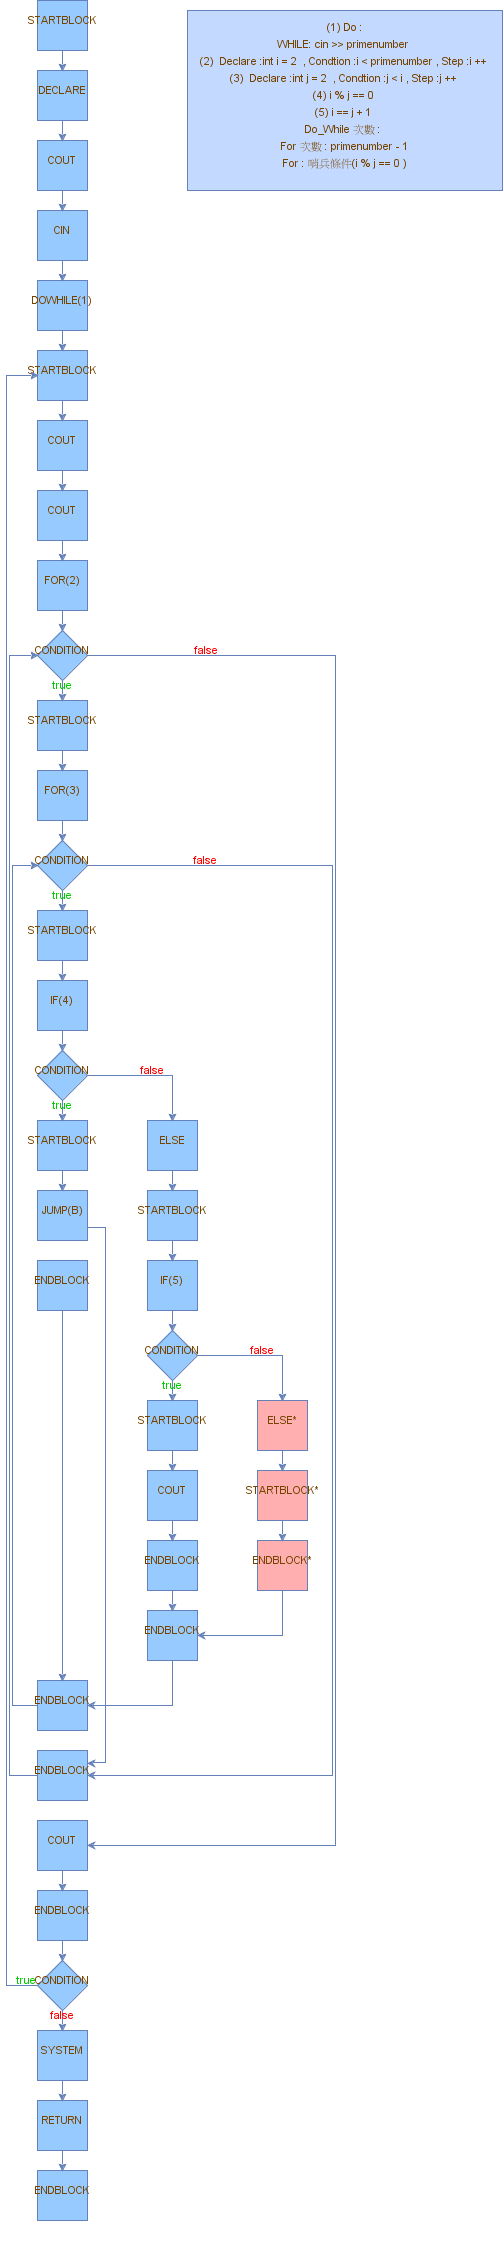 STARTBLOCK
(1) Do :
WHILE: cin >> primenumber
(2) Declare :int i = 2 , Condtion :i < primenumber , Step :i ++
(3) Declare :int j = 2 , Condtion :j < i , Step :j ++
(4) i % j == 0
(5) i == j + 1
Do_While 次數 :
For 次數 : primenumber - 1
For : 哨兵條件(i % j == 0 )
DECLARE
COUT
CIN
DOWHILE(1)
STARTBLOCK
COUT
COUT
FOR(2)
CONDITION
false
true
STARTBLOCK
FOR(3)
CONDITION
false
true
STARTBLOCK
IF(4)
CONDITION
false
true
STARTBLOCK
ELSE
JUMP(B)
STARTBLOCK
ENDBLOCK
IF(5)
CONDITION
false
true
STARTBLOCK
ELSE*
COUT
STARTBLOCK*
ENDBLOCK
ENDBLOCK*
ENDBLOCK
ENDBLOCK
ENDBLOCK
COUT
ENDBLOCK
true
CONDITION
false
SYSTEM
RETURN
ENDBLOCK